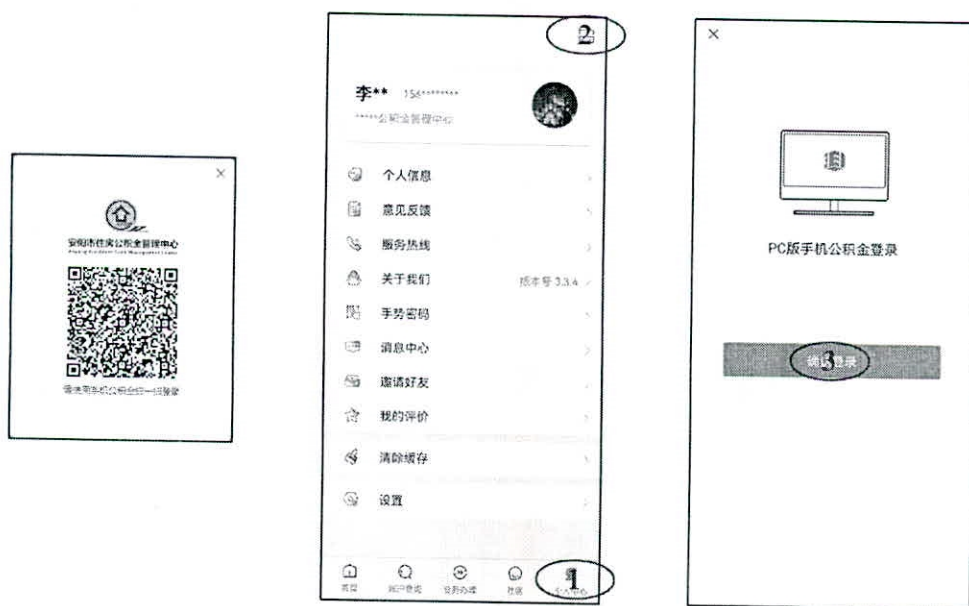 ×
安阳市住房公积金管理中心
请使用手机公积金扫一扫登录
2
李** 156********
*****公积金管理中心
个人信息
意见反馈
服务热线
关于我们 版本号 3.3.4
手势密码
消息中心
邀请好友
我的评价
清除缓存
设置
首页 账户查询 业务办理 社区 个人中心
1
×
PC版手机公积金登录
确认登录
3